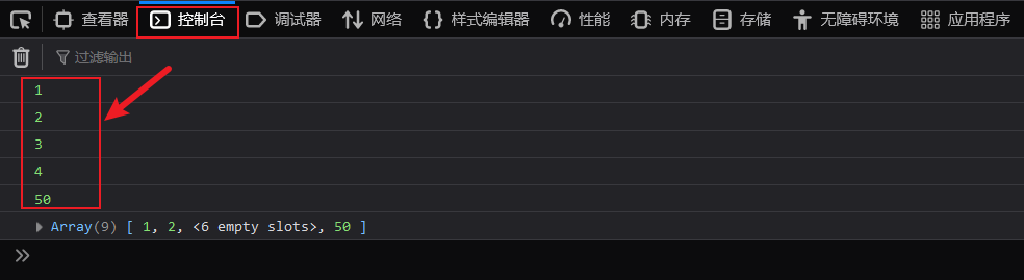 查看器 控制台 调试器 网络 样式编辑器 性能 内存 存储 无障碍环境 应用程序
过滤输出
1
2
3
4
50
Array(9) [ 1, 2, <6 empty slots>, 50 ]